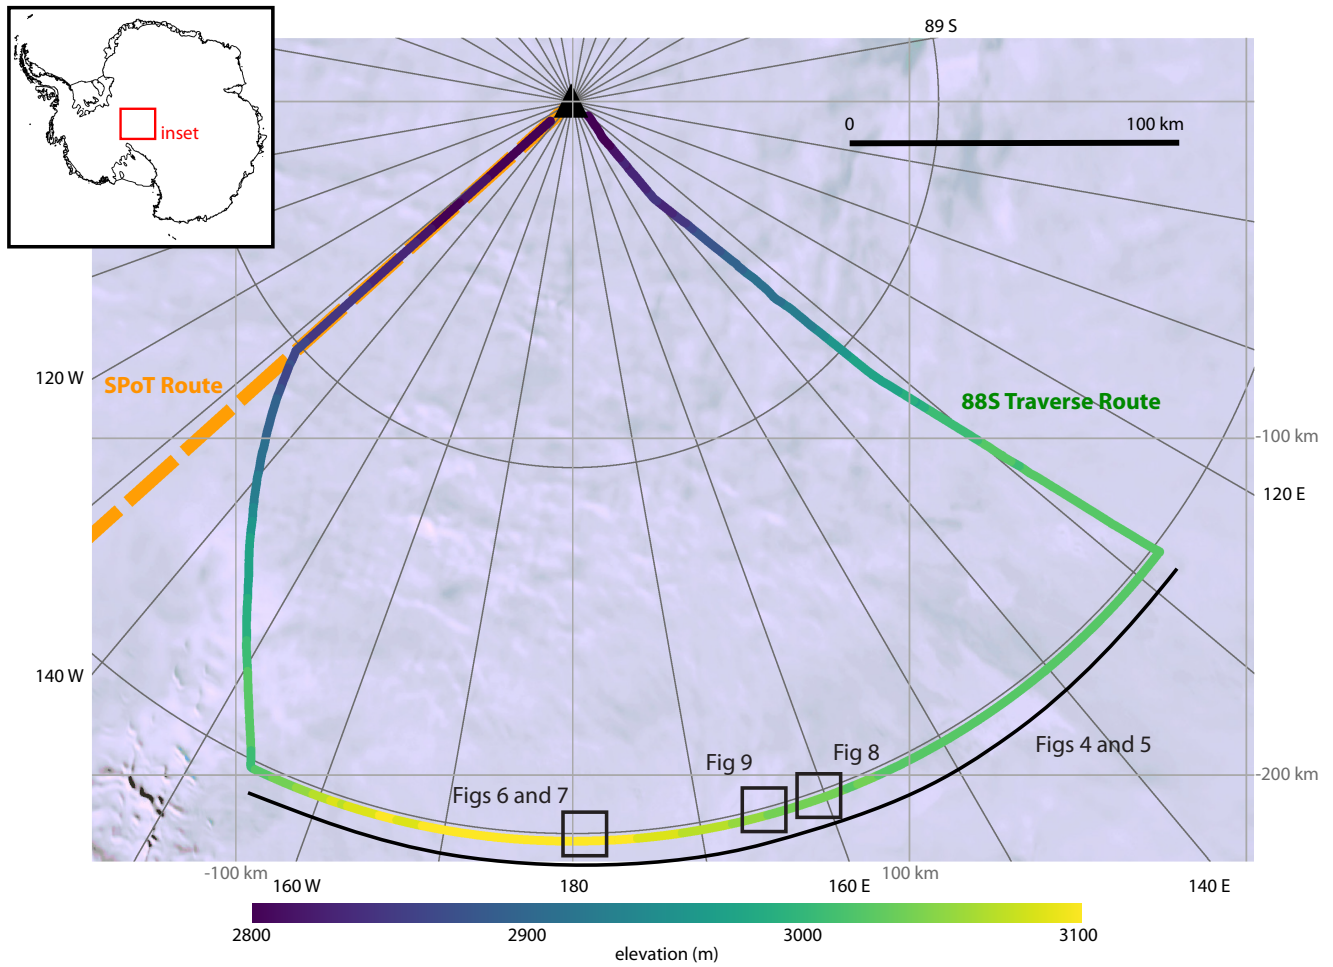 89 S
inset
0
100 km
120 W
SPoT Route
88S Traverse Route
-100 km
120 E
140 W
Figs 4 and 5
Fig 9
Fig 8
-200 km
Figs 6 and 7
-100 km
100 km
160 W
180
160 E
140 E
2800
2900
3000
3100
elevation (m)